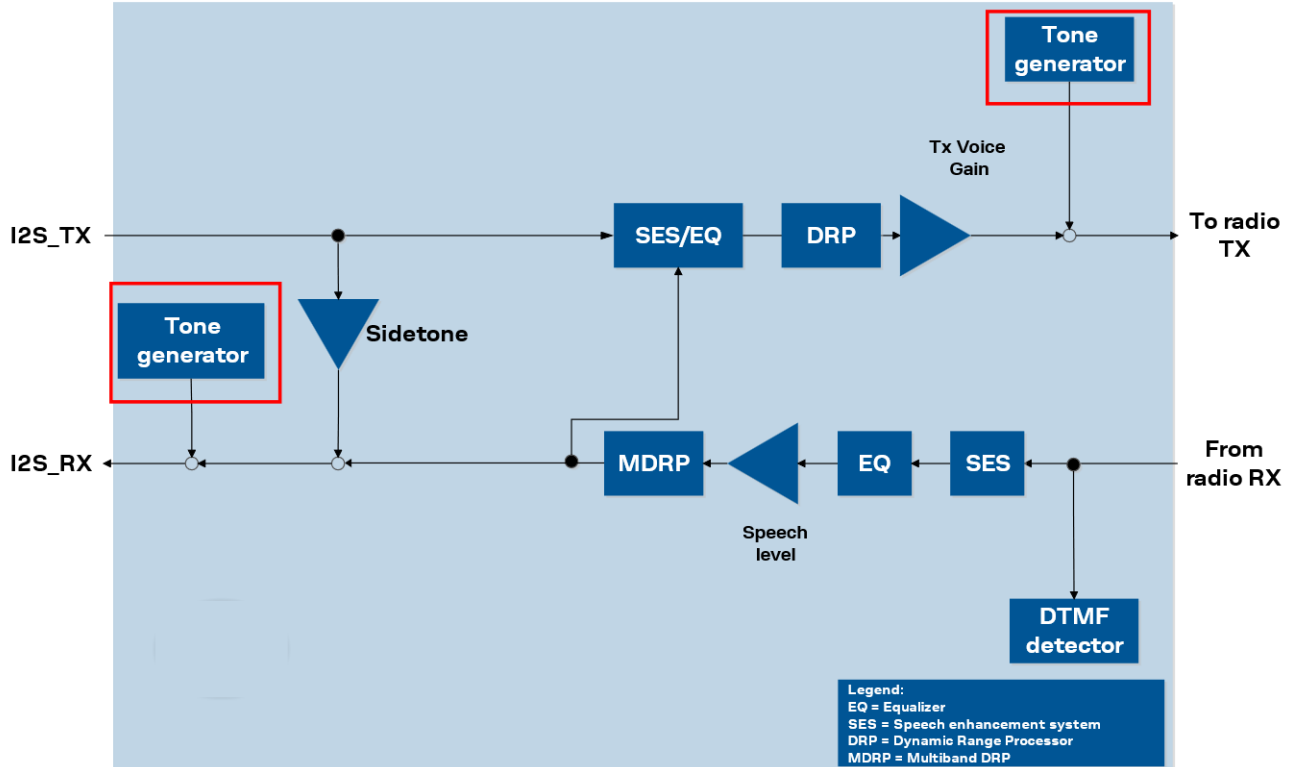 Tone
generator
Tx Voice
Gain
I2S_TX
SES/EQ
DRP
To radio
TX
Tone
generator
Sidetone
I2S_RX
MDRP
EQ
SES
From
radio RX
Speech
level
DTMF
detector
Legend:
EQ = Equalizer
SES = Speech enhancement system
DRP = Dynamic Range Processor
MDRP = Multiband DRP